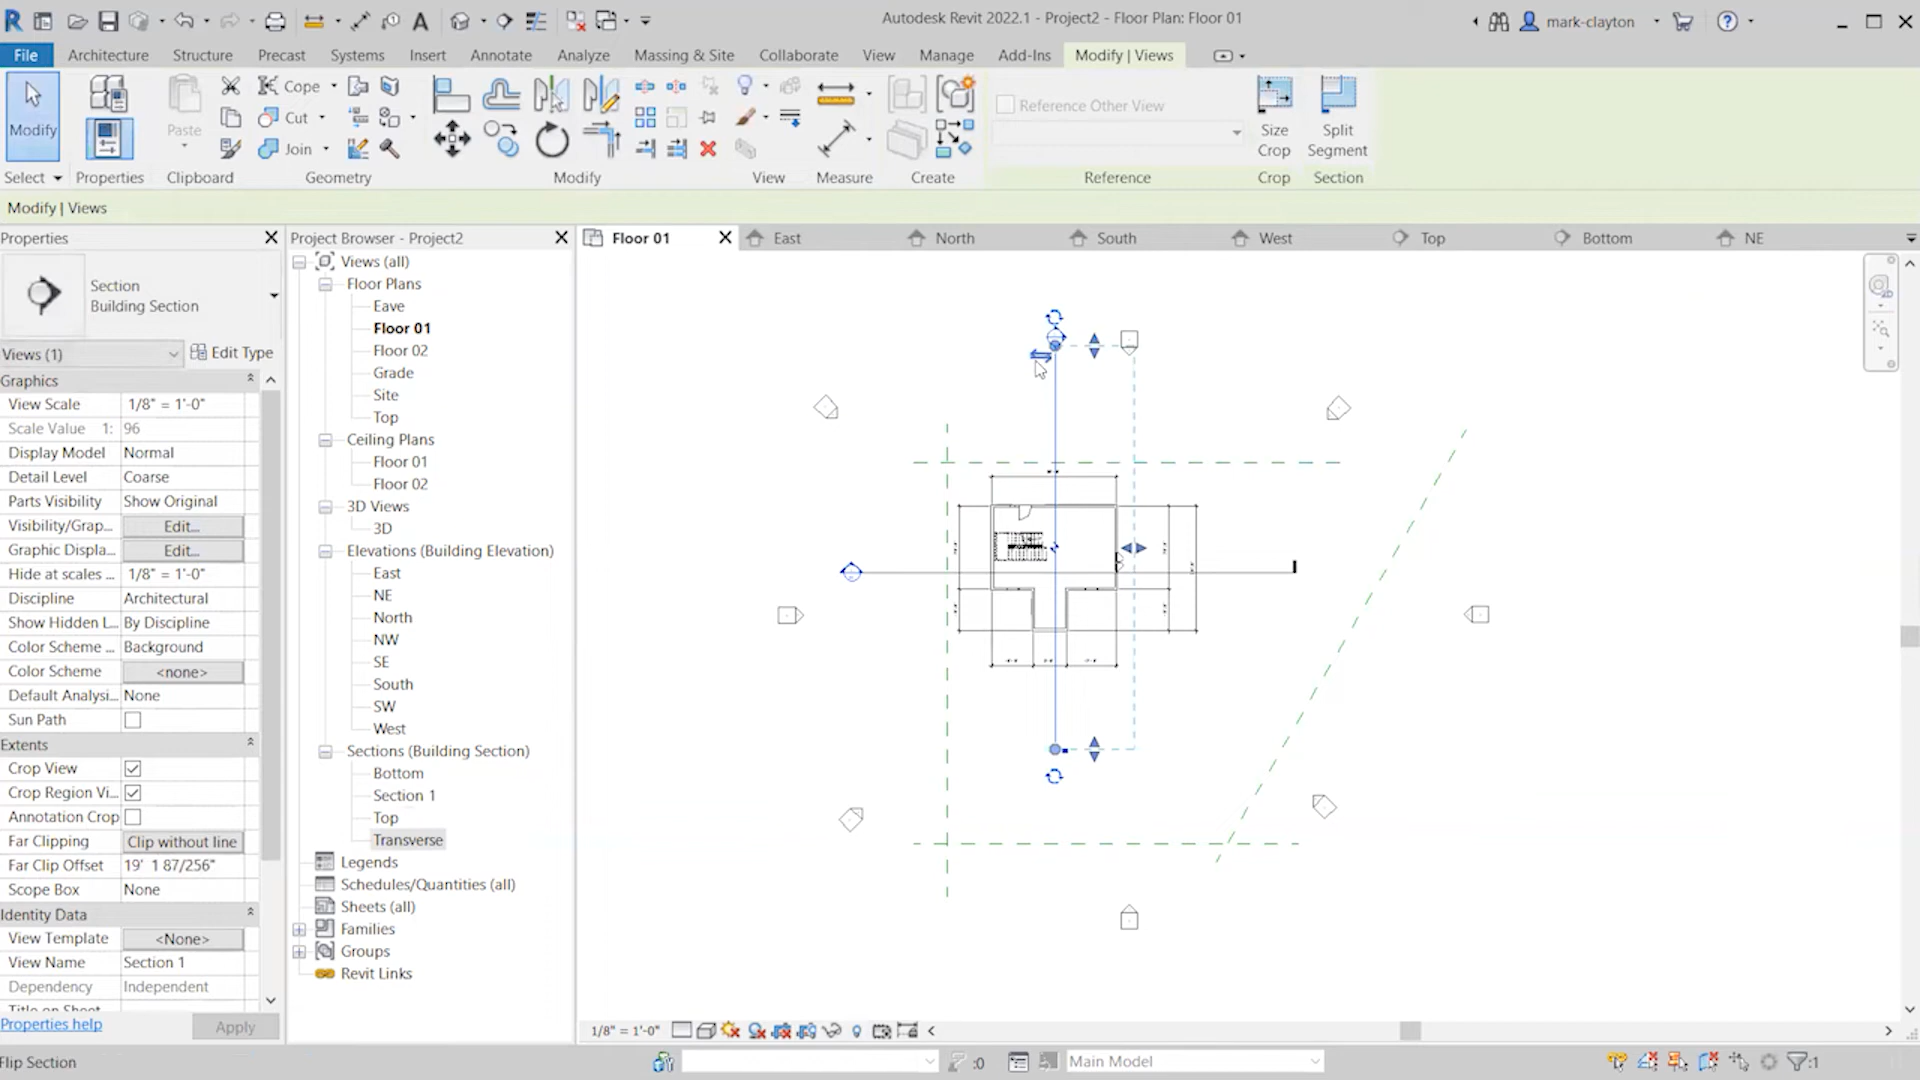 Autodesk Revit 2022.1 - Project2 - Floor Plan: Floor 01
mark-clayton
File Architecture Structure Precast Systems Insert Annotate Analyze Massing & Site Collaborate View Manage Add-Ins Modify | Views
Modify
Paste
Cope
Cut
Join
Reference Other View
Size Crop
Split Segment
Select Properties Clipboard Geometry Modify View Measure Create Reference Crop Section
Modify | Views
Properties
Section
Building Section
Views (1) Edit Type
Graphics
View Scale 1/8" = 1'-0"
Scale Value 1: 96
Display Model Normal
Detail Level Coarse
Parts Visibility Show Original
Visibility/Grap... Edit...
Graphic Displa... Edit...
Hide at scales ... 1/8" = 1'-0"
Discipline Architectural
Show Hidden L... By Discipline
Color Scheme ... Background
Color Scheme <none>
Default Analysi... None
Sun Path
Extents
Crop View
Crop Region Vi...
Annotation Crop
Far Clipping Clip without line
Far Clip Offset 19' 1 87/256"
Scope Box None
Identity Data
View Template <None>
View Name Section 1
Dependency Independent
Title on Sheet
Properties help Apply
Project Browser - Project2
Views (all)
Floor Plans
Eave
Floor 01
Floor 02
Grade
Site
Top
Ceiling Plans
Floor 01
Floor 02
3D Views
3D
Elevations (Building Elevation)
East
NE
North
NW
SE
South
SW
West
Sections (Building Section)
Bottom
Section 1
Top
Transverse
Legends
Schedules/Quantities (all)
Sheets (all)
Families
Groups
Revit Links
Floor 01 East North South West Top Bottom NE
1/8" = 1'-0"
Flip Section
:0
Main Model
:1